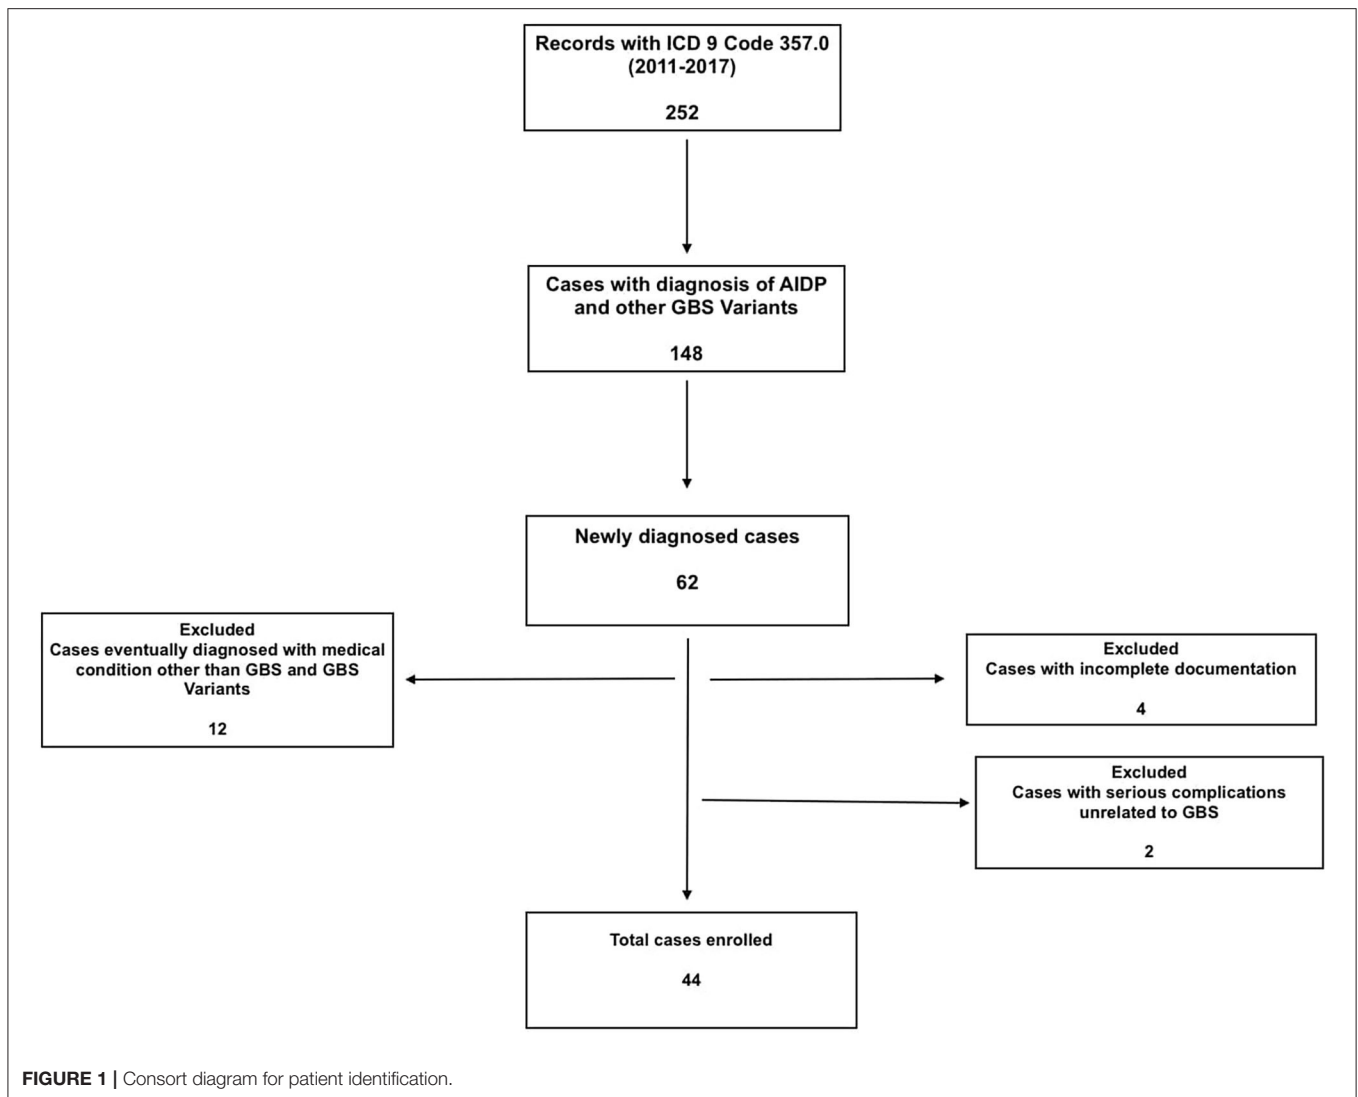 Records with ICD 9 Code 357.0
(2011-2017)
252
Cases with diagnosis of AIDP
and other GBS Variants
148
Newly diagnosed cases
62
Excluded
Cases eventually diagnosed with medical
condition other than GBS and GBS
Variants
12
Excluded
Cases with incomplete documentation
4
Excluded
Cases with serious complications
unrelated to GBS
2
Total cases enrolled
44
FIGURE 1 | Consort diagram for patient identification.